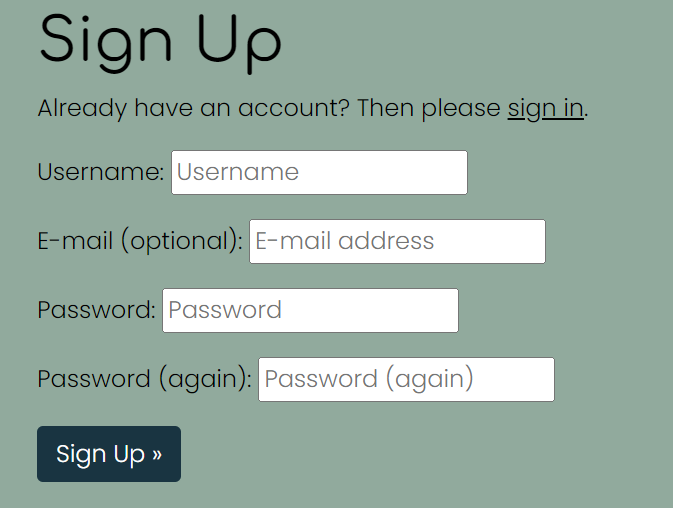 Sign Up
Already have an account? Then please sign in.
Username: Username
E-mail (optional): E-mail address
Password: Password
Password (again): Password (again)
Sign Up »